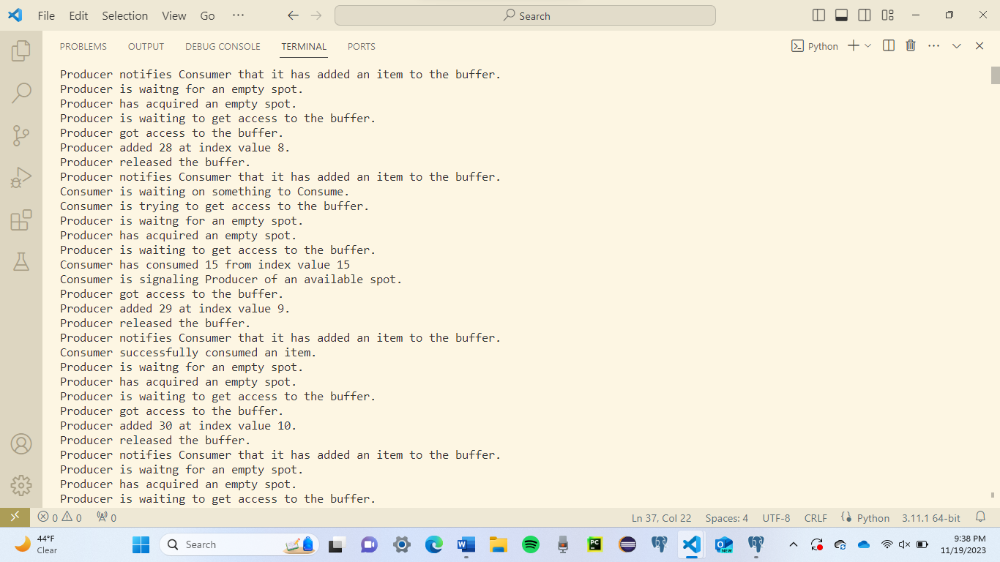 File Edit Selection View Go ··· Search
PROBLEMS OUTPUT DEBUG CONSOLE TERMINAL PORTS Python
Producer notifies Consumer that it has added an item to the buffer.
Producer is waitng for an empty spot.
Producer has acquired an empty spot.
Producer is waiting to get access to the buffer.
Producer got access to the buffer.
Producer added 28 at index value 8.
Producer released the buffer.
Producer notifies Consumer that it has added an item to the buffer.
Consumer is waiting on something to Consume.
Consumer is trying to get access to the buffer.
Producer is waitng for an empty spot.
Producer has acquired an empty spot.
Producer is waiting to get access to the buffer.
Consumer has consumed 15 from index value 15
Consumer is signaling Producer of an available spot.
Producer got access to the buffer.
Producer added 29 at index value 9.
Producer released the buffer.
Producer notifies Consumer that it has added an item to the buffer.
Consumer successfully consumed an item.
Producer is waitng for an empty spot.
Producer has acquired an empty spot.
Producer is waiting to get access to the buffer.
Producer got access to the buffer.
Producer added 30 at index value 10.
Producer released the buffer.
Producer notifies Consumer that it has added an item to the buffer.
Producer is waitng for an empty spot.
Producer has acquired an empty spot.
Producer is waiting to get access to the buffer.
0 0 0 Ln 37, Col 22 Spaces: 4 UTF-8 CRLF Python 3.11.1 64-bit
44°F
Clear
Search
PC
NEW
9:38 PM
11/19/2023